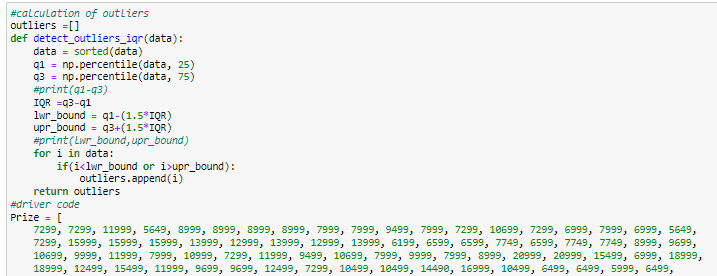 #calculation of outliers
outliers =[]
def detect_outliers_iqr(data):
    data = sorted(data)
    q1 = np.percentile(data, 25)
    q3 = np.percentile(data, 75)
    #print(q1-q3)
    IQR =q3-q1
    lwr_bound = q1-(1.5*IQR)
    upr_bound = q3+(1.5*IQR)
    #print(lwr_bound,upr_bound)
    for i in data:
        if(i<lwr_bound or i>upr_bound):
            outliers.append(i)
    return outliers
#driver code
Prize = [
    7299, 7299, 11999, 5649, 8999, 8999, 8999, 8999, 7999, 7999, 9499, 7999, 7299, 10699, 7299, 6999, 7999, 6999, 5649,
    7299, 15999, 15999, 15999, 13999, 12999, 13999, 12999, 13999, 6199, 6599, 6599, 7749, 6599, 7749, 7749, 8999, 9699,
    10699, 9999, 11999, 7999, 10999, 7299, 11999, 9499, 10699, 7999, 9999, 7999, 8999, 20999, 20999, 15499, 6999, 18999,
    18999, 12499, 15499, 11999, 9699, 9699, 12499, 7299, 10499, 10499, 14490, 16999, 10499, 6499, 6499, 5999, 6499,